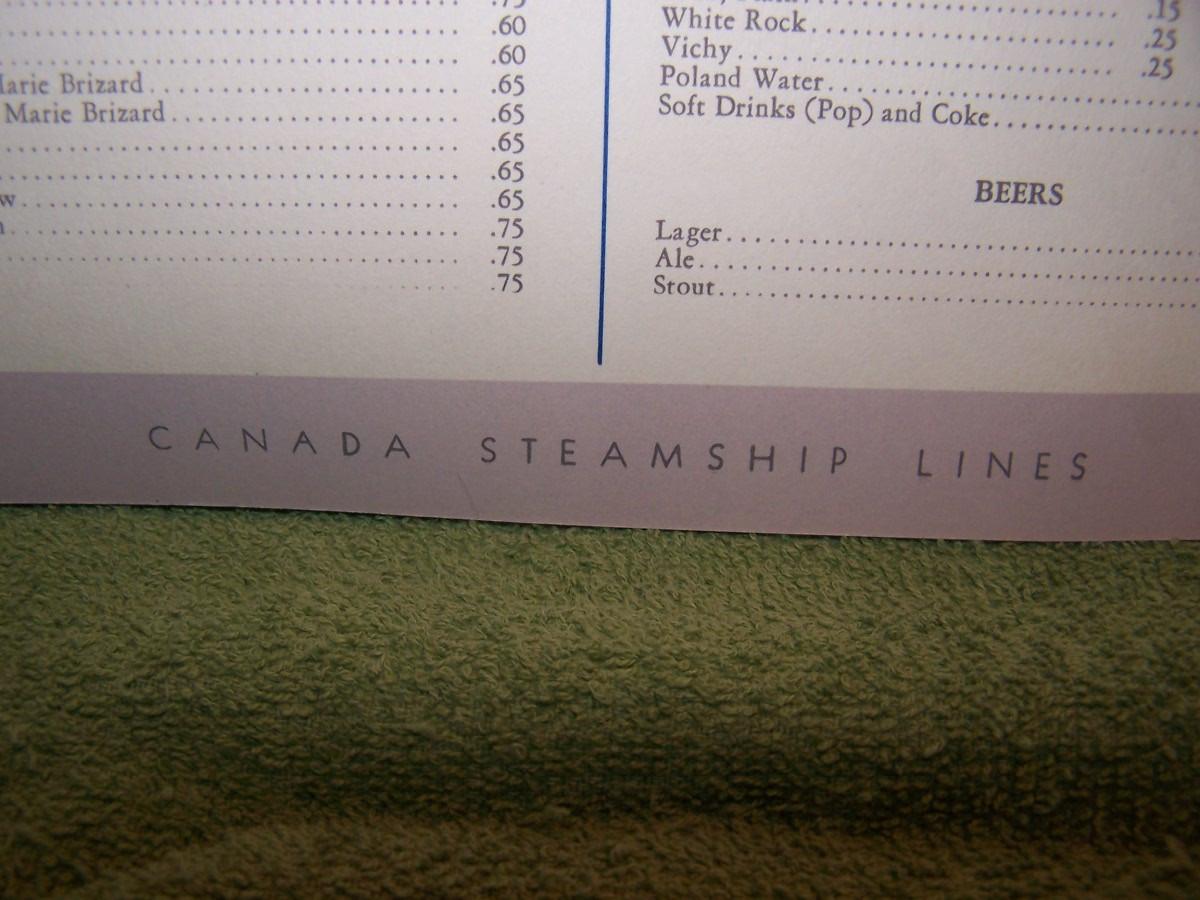 .75
.60
.60
Marie Brizard .65
Marie Brizard .65
.65
.65
.65
.75
.75
.75
.15
White Rock .25
Vichy .25
Poland Water
Soft Drinks (Pop) and Coke
BEERS
Lager
Ale
Stout
CANADA STEAMSHIP LINES